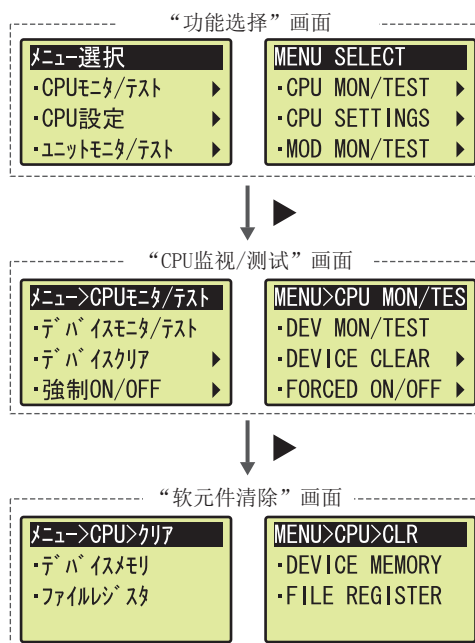 “功能选择”画面
ﾒﾆｭｰ選択
･CPUﾓﾆﾀ/ﾃｽﾄ ▶
･CPU設定 ▶
･ﾕﾆｯﾄﾓﾆﾀ/ﾃｽﾄ ▶
MENU SELECT
･CPU MON/TEST ▶
･CPU SETTINGS ▶
･MOD MON/TEST ▶
“CPU监视/测试”画面
ﾒﾆｭｰ>CPUﾓﾆﾀ/ﾃｽﾄ
･ﾃﾞﾊﾞｲｽﾓﾆﾀ/ﾃｽﾄ
･ﾃﾞﾊﾞｲｽｸﾘｱ ▶
･強制ON/OFF ▶
MENU>CPU MON/TES
･DEV MON/TEST
･DEVICE CLEAR ▶
･FORCED ON/OFF ▶
“软元件清除”画面
ﾒﾆｭｰ>CPU>ｸﾘｱ
･ﾃﾞﾊﾞｲｽﾒﾓﾘ
･ﾌｧｲﾙﾚｼﾞｽﾀ
MENU>CPU>CLR
･DEVICE MEMORY
･FILE REGISTER